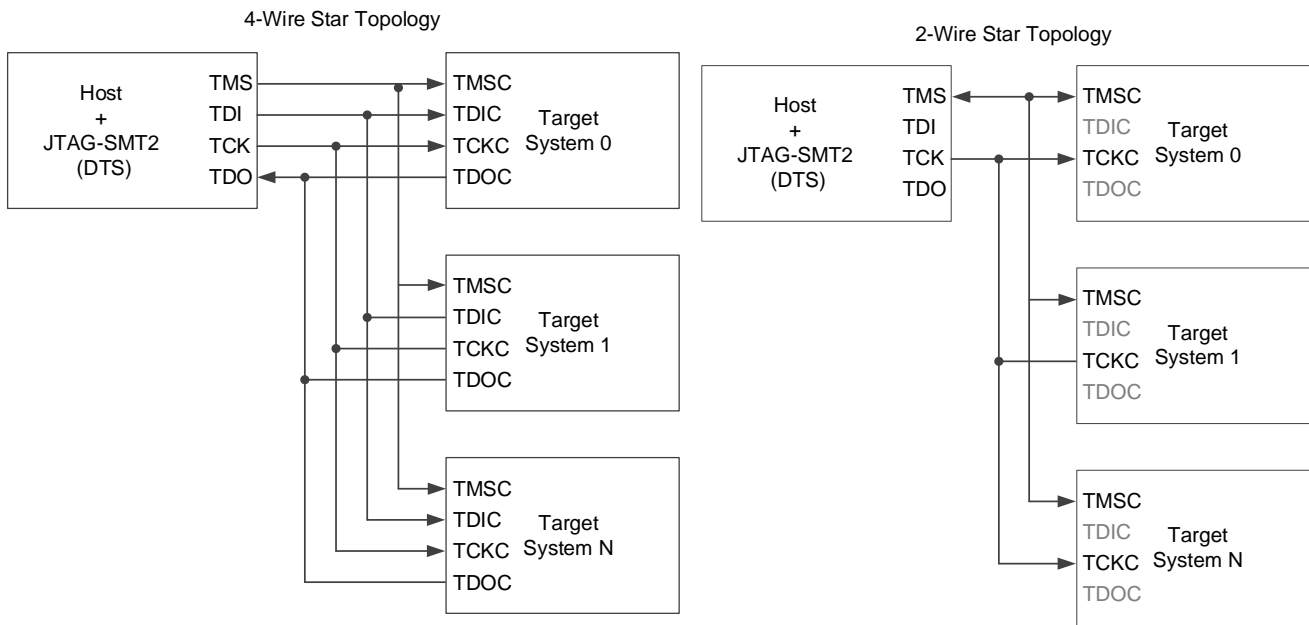 4-Wire Star Topology
Host
+
JTAG-SMT2
(DTS)
TMS
TDI
TCK
TDO
TMSC
TDIC
TCKC
TDOC
Target
System 0
TMSC
TDIC
TCKC
TDOC
Target
System 1
TMSC
TDIC
TCKC
TDOC
Target
System N
2-Wire Star Topology
Host
+
JTAG-SMT2
(DTS)
TMS
TDI
TCK
TDO
TMSC
TDIC
TCKC
TDOC
Target
System 0
TMSC
TDIC
TCKC
TDOC
Target
System 1
TMSC
TDIC
TCKC
TDOC
Target
System N